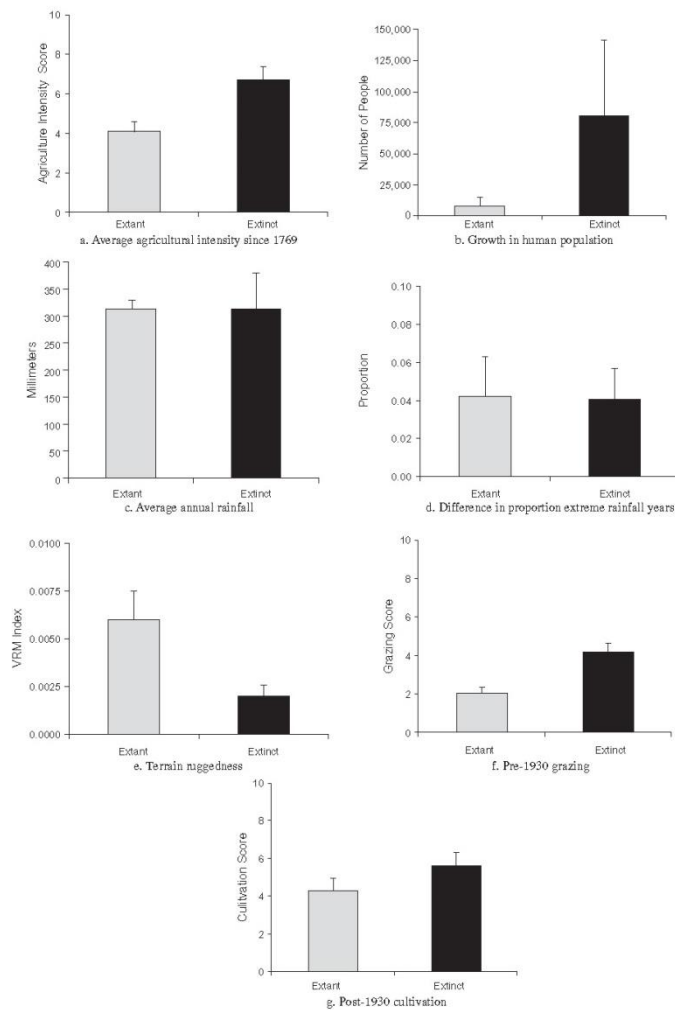 10
8
6
4
2
0
Agriculture Intensity Score
Extant Extinct
a. Average agricultural intensity since 1769
150,000
125,000
100,000
75,000
50,000
25,000
0
Number of People
Extant Extinct
b. Growth in human population
400
350
300
250
200
150
100
50
0
Millimeters
Extant Extinct
c. Average annual rainfall
0.10
0.08
0.06
0.04
0.02
0.00
Proportion
Extant Extinct
d. Difference in proportion extreme rainfall years
0.0100
0.0075
0.0050
0.0025
0.0000
VRM Index
Extant Extinct
e. Terrain ruggedness
10
8
6
4
2
0
Grazing Score
Extant Extinct
f. Pre-1930 grazing
10
8
6
4
2
0
Culitvation Score
Extant Extinct
g. Post-1930 cultivation